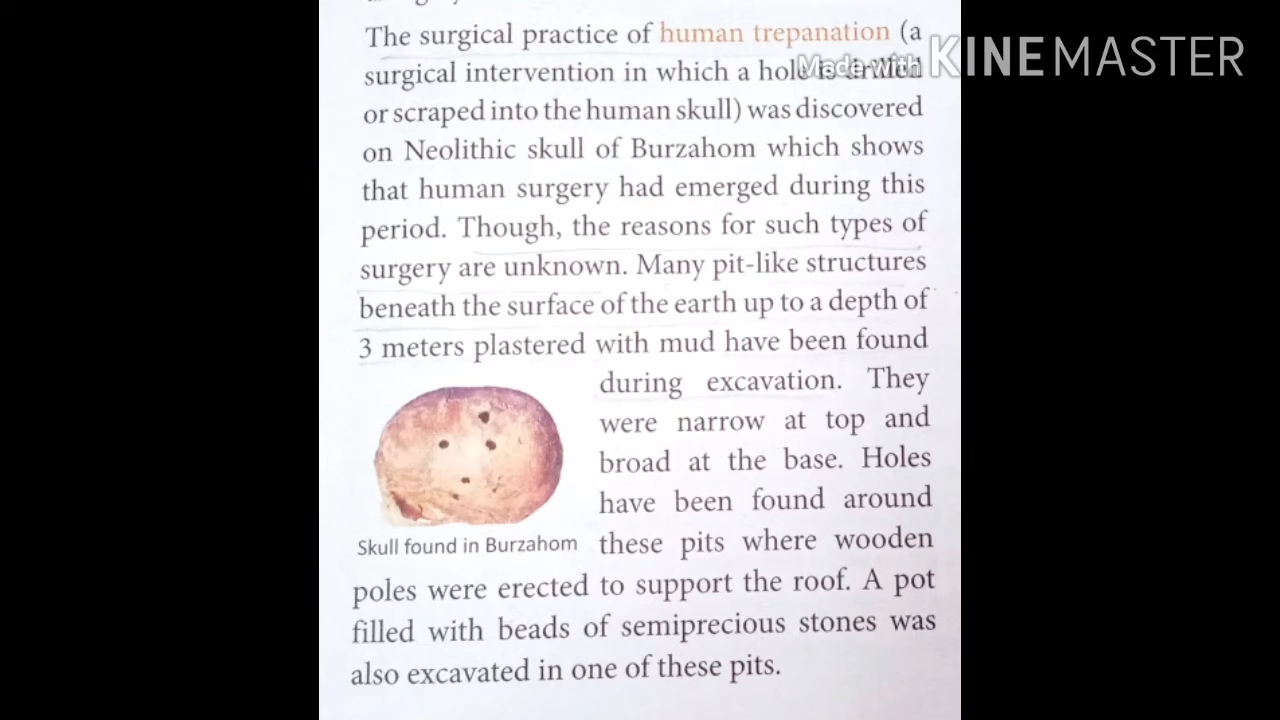 The surgical practice of human trepanation (a
Made with KINEMASTER
surgical intervention in which a hole is drilled
or scraped into the human skull) was discovered
on Neolithic skull of Burzahom which shows
that human surgery had emerged during this
period. Though, the reasons for such types of
surgery are unknown. Many pit-like structures
beneath the surface of the earth up to a depth of
3 meters plastered with mud have been found
during excavation. They
were narrow at top and
broad at the base. Holes
have been found around
Skull found in Burzahom
these pits where wooden
poles were erected to support the roof. A pot
filled with beads of semiprecious stones was
also excavated in one of these pits.